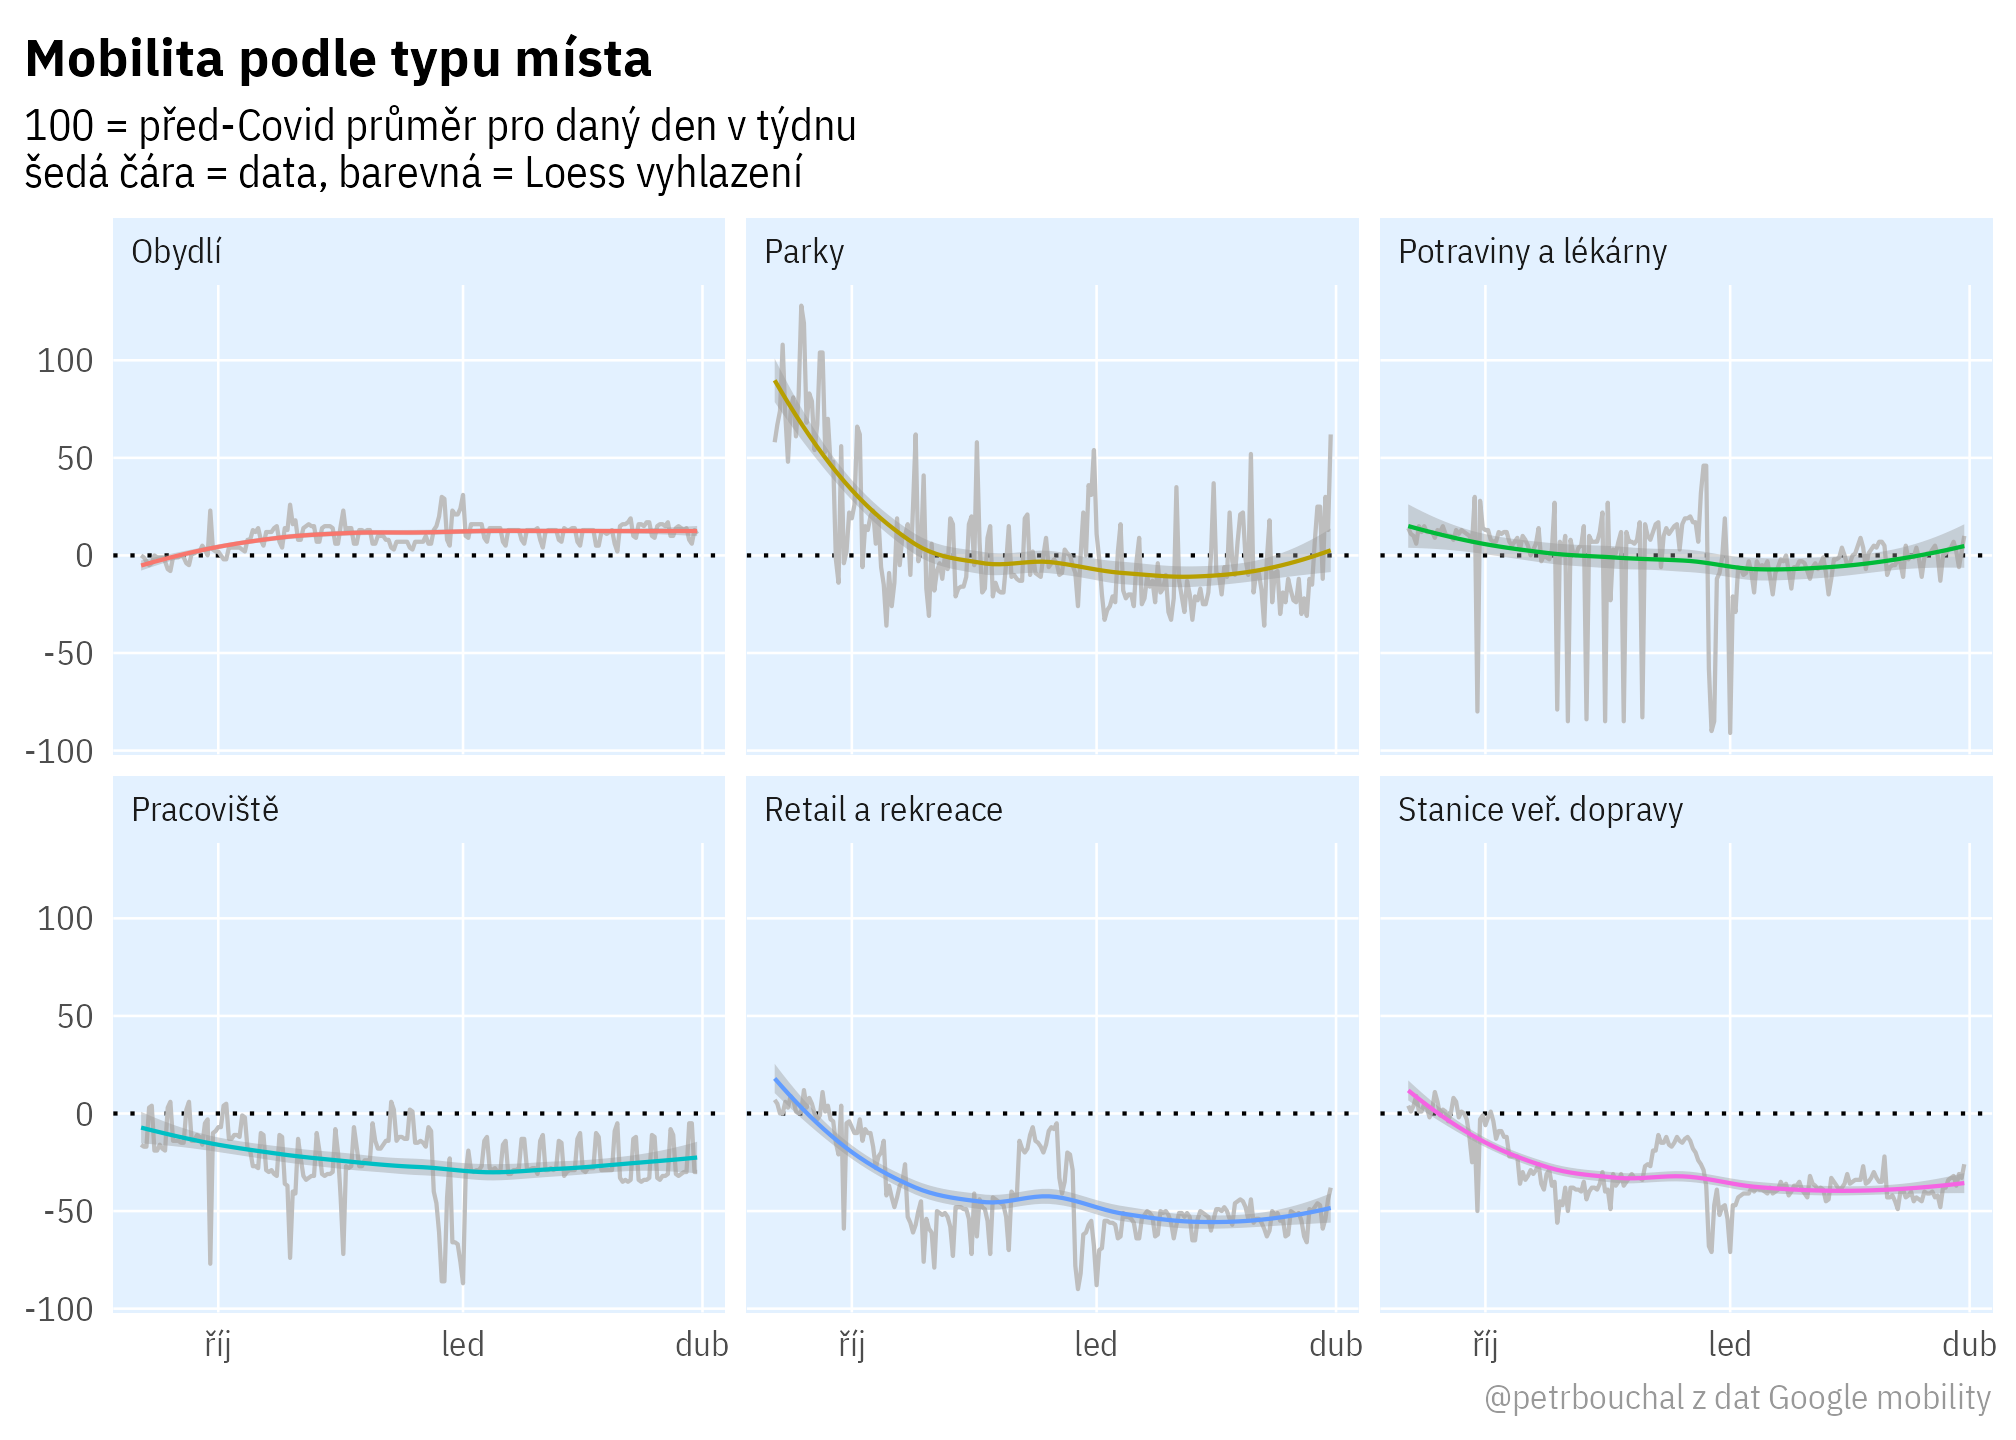 Mobilita podle typu místa
100 = před-Covid průměr pro daný den v týdnu
šedá čára = data, barevná = Loess vyhlazení
Obydlí
Parky
Potraviny a lékárny
100
50
0
-50
-100
Pracoviště
Retail a rekreace
Stanice veř. dopravy
100
50
0
-50
-100
říj
led
dub
říj
led
dub
říj
led
dub
@petrbouchal z dat Google mobility